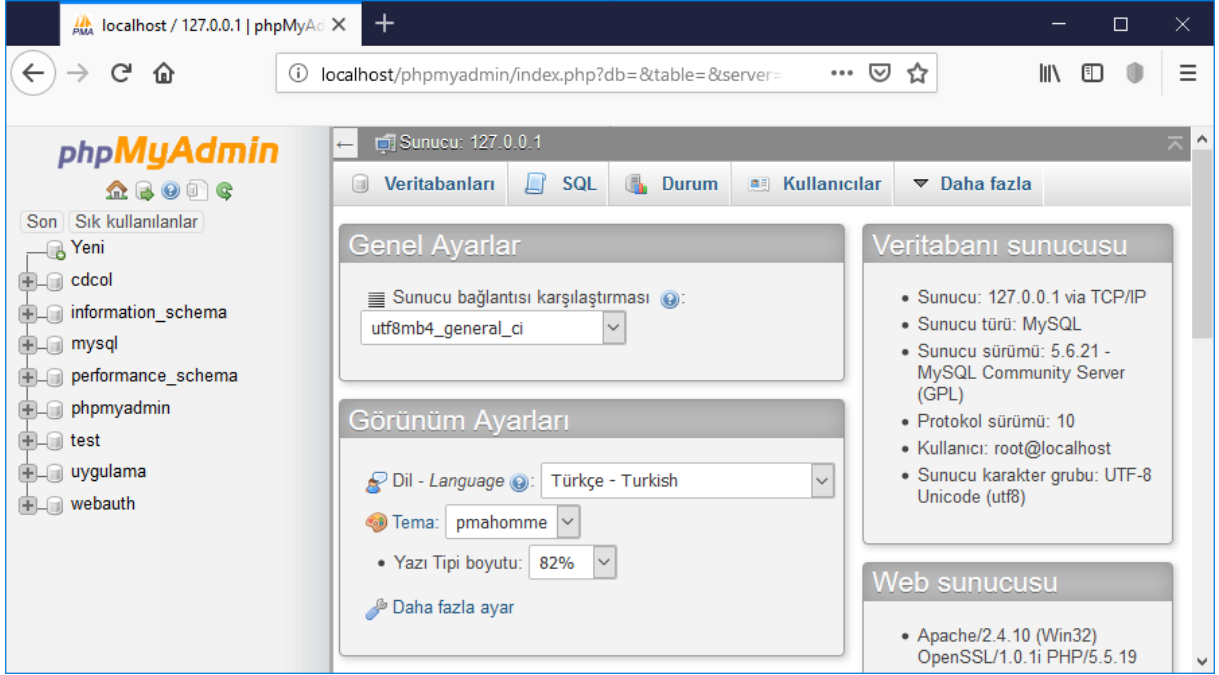 localhost / 127.0.0.1 | phpMyAd
localhost/phpmyadmin/index.php?db=&table=&server=
phpMyAdmin
Son Sık kullanılanlar
Yeni
cdcol
information_schema
mysql
performance_schema
phpmyadmin
test
uygulama
webauth
Sunucu: 127.0.0.1
Veritabanları SQL Durum Kullanıcılar Daha fazla
Genel Ayarlar
Sunucu bağlantısı karşılaştırması :
utf8mb4_general_ci
Görünüm Ayarları
Dil - Language : Türkçe - Turkish
Tema: pmahomme
• Yazı Tipi boyutu: 82%
Daha fazla ayar
Veritabanı sunucusu
• Sunucu: 127.0.0.1 via TCP/IP
• Sunucu türü: MySQL
• Sunucu sürümü: 5.6.21 -
MySQL Community Server
(GPL)
• Protokol sürümü: 10
• Kullanıcı: root@localhost
• Sunucu karakter grubu: UTF-8
Unicode (utf8)
Web sunucusu
• Apache/2.4.10 (Win32)
OpenSSL/1.0.1i PHP/5.5.19